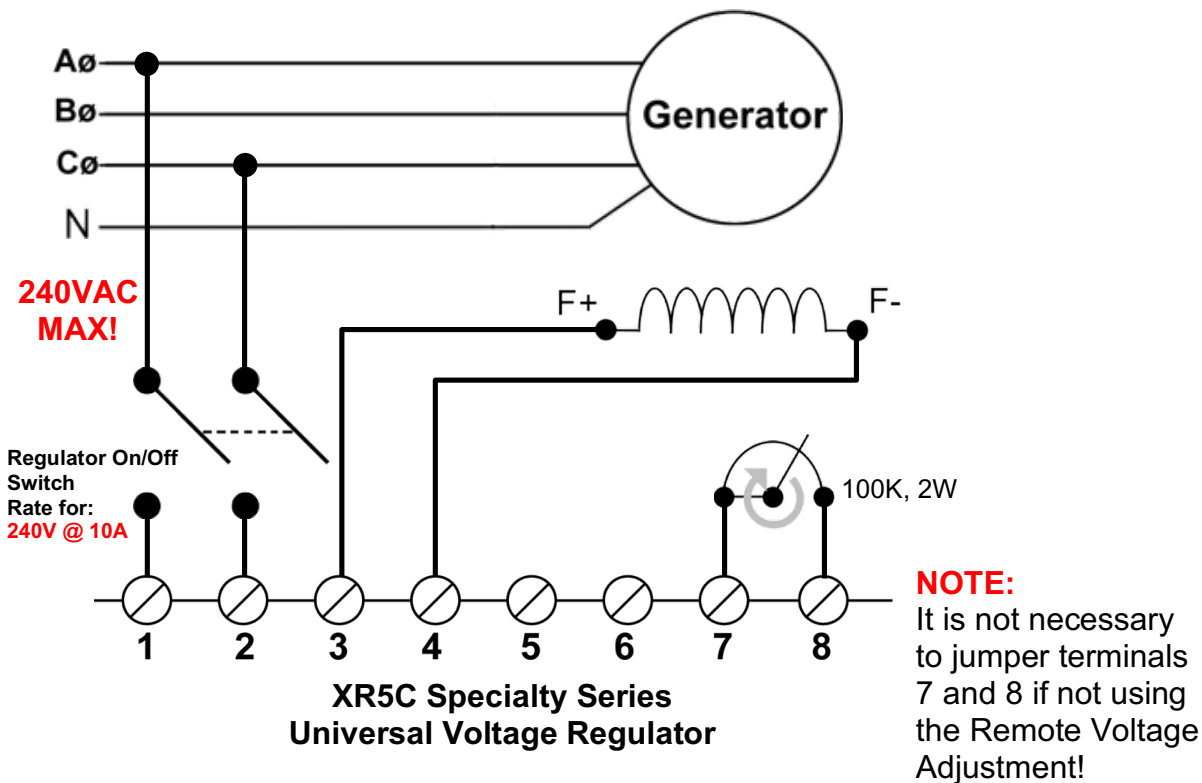 Aø
Bø
Cø
N
Generator
240VAC
MAX!
F+
F-
Regulator On/Off
Switch
Rate for:
240V @ 10A
100K, 2W
1 2 3 4 5 6 7 8
XR5C Specialty Series
Universal Voltage Regulator
NOTE:
It is not necessary
to jumper terminals
7 and 8 if not using
the Remote Voltage
Adjustment!